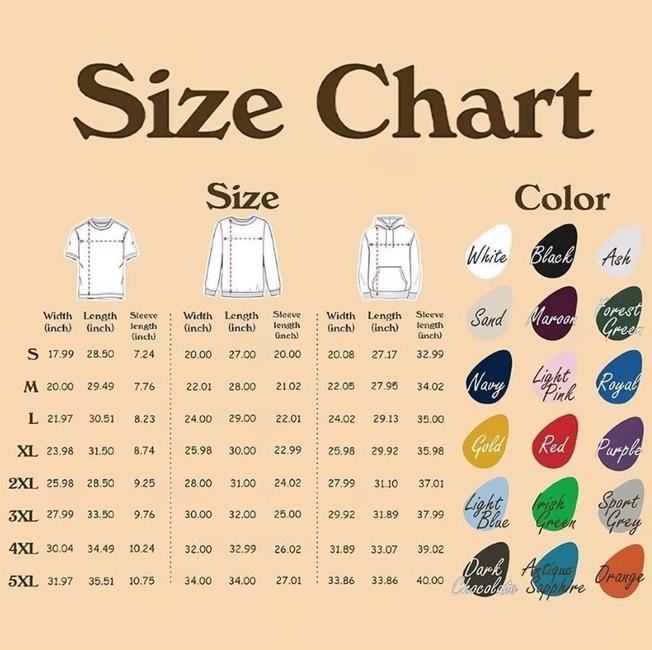 Size Chart
Size
Color
Width (inch) Length (inch) Sleeve length (inch) Width (inch) Length (inch) Sleeve length (inch) Width (inch) Length (inch) Sleeve length (inch)
S 17.99 28.50 7.24 20.00 27.00 20.00 20.08 27.17 32.99
M 20.00 29.49 7.76 22.01 28.00 21.02 22.05 27.95 34.02
L 21.97 30.51 8.23 24.00 29.00 22.01 24.02 29.13 35.00
XL 23.98 31.50 8.74 25.98 30.00 22.99 25.98 29.92 35.98
2XL 25.98 28.50 9.25 28.00 31.00 24.02 27.99 31.10 37.01
3XL 27.99 33.50 9.76 30.00 32.00 25.00 29.92 31.89 37.99
4XL 30.04 34.49 10.24 32.00 32.99 26.02 31.89 33.07 39.02
5XL 31.97 35.51 10.75 34.00 34.00 27.01 33.86 33.86 40.00
White Black Ash
Sand Maroon Forest Green
Navy Light Pink Royal
Gold Red Purple
Light Blue Irish Green Sport Grey
Dark Chocolate Antique Sapphire Orange